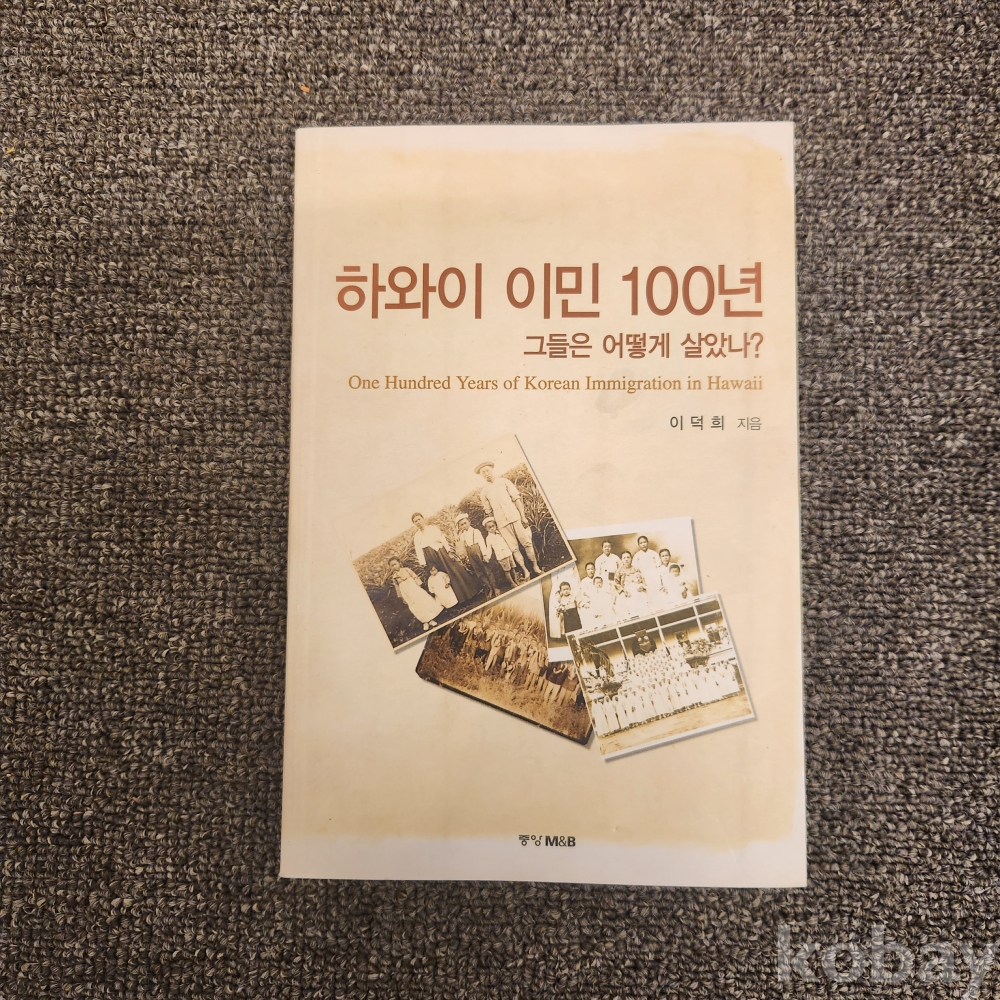 하와이 이민 100년
그들은 어떻게 살았나?
One Hundred Years of Korean Immigration in Hawaii
이덕희 지음
중앙M&B
kobay